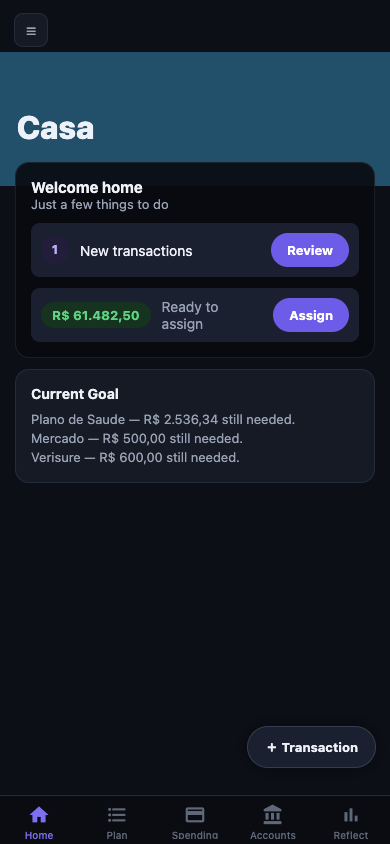 ≡
Casa
Welcome home
Just a few things to do
1 New transactions Review
R$ 61.482,50 Ready to assign Assign
Current Goal
Plano de Saude — R$ 2.536,34 still needed.
Mercado — R$ 500,00 still needed.
Verisure — R$ 600,00 still needed.
+ Transaction
Home Plan Spending Accounts Reflect